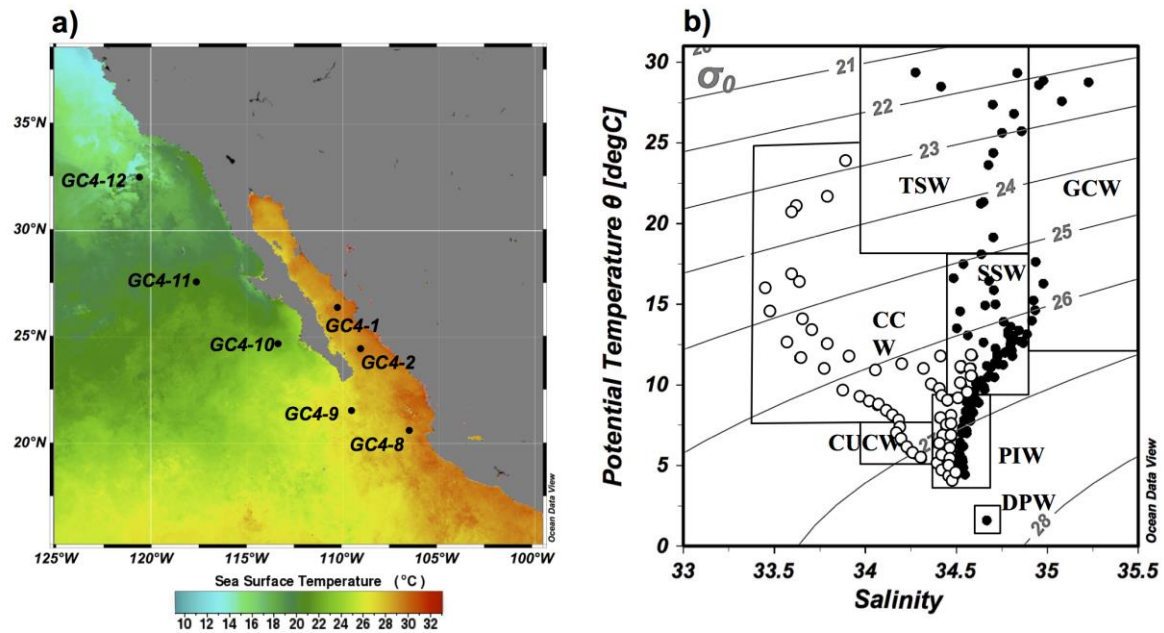 a)
35°N
30°N
25°N
20°N
GC4-12
GC4-11
GC4-10
GC4-1
GC4-2
GC4-9
GC4-8
125°W 120°W 115°W 110°W 105°W 100°W
Ocean Data View
Sea Surface Temperature (°C)
10 12 14 16 18 20 22 24 26 28 30 32
b)
Potential Temperature θ [degC]
30
25
20
15
10
5
0
σ0
21
22
23
24
25
26
27
28
TSW
GCW
SSW
CC
W
CUCW
PIW
DPW
33 33.5 34 34.5 35 35.5
Salinity
Ocean Data View